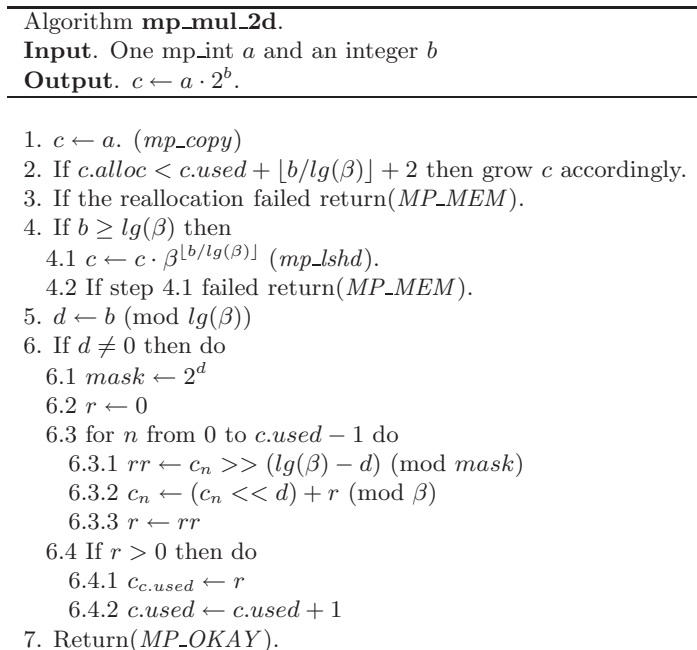 Algorithm mp_mul_2d.
Input. One mp_int a and an integer b
Output. c ← a · 2^b.
1. c ← a. (mp_copy)
2. If c.alloc < c.used + ⌊b/lg(β)⌋ + 2 then grow c accordingly.
3. If the reallocation failed return(MP_MEM).
4. If b ≥ lg(β) then
4.1 c ← c · β^⌊b/lg(β)⌋ (mp_lshd).
4.2 If step 4.1 failed return(MP_MEM).
5. d ← b (mod lg(β))
6. If d ≠ 0 then do
6.1 mask ← 2^d
6.2 r ← 0
6.3 for n from 0 to c.used − 1 do
6.3.1 rr ← c_n >> (lg(β) − d) (mod mask)
6.3.2 c_n ← (c_n << d) + r (mod β)
6.3.3 r ← rr
6.4 If r > 0 then do
6.4.1 c_c.used ← r
6.4.2 c.used ← c.used + 1
7. Return(MP_OKAY).